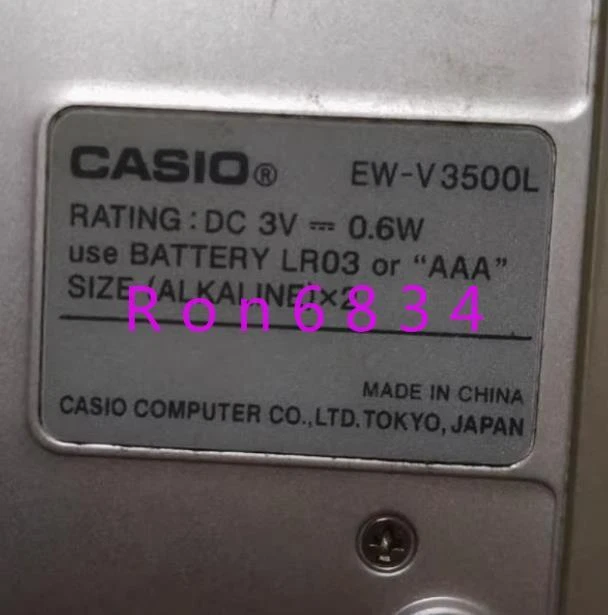 CASIO® EW-V3500L
RATING : DC 3V ⎓ 0.6W
use BATTERY LR03 or “AAA”
SIZE (ALKALINE)×2
Ron6834
MADE IN CHINA
CASIO COMPUTER CO.,LTD.TOKYO, JAPAN